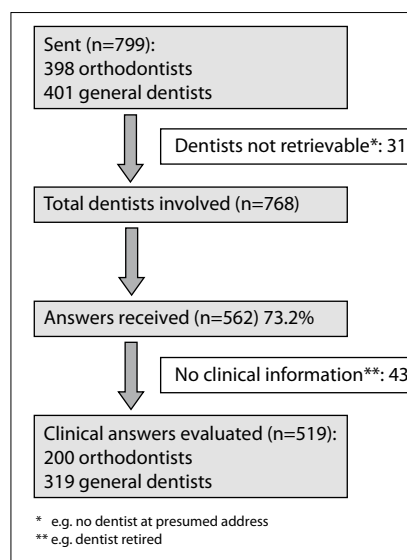 Sent (n=799):
398 orthodontists
401 general dentists
Dentists not retrievable*: 31
Total dentists involved (n=768)
Answers received (n=562) 73.2%
No clinical information**: 43
Clinical answers evaluated (n=519):
200 orthodontists
319 general dentists
* e.g. no dentist at presumed address
** e.g. dentist retired